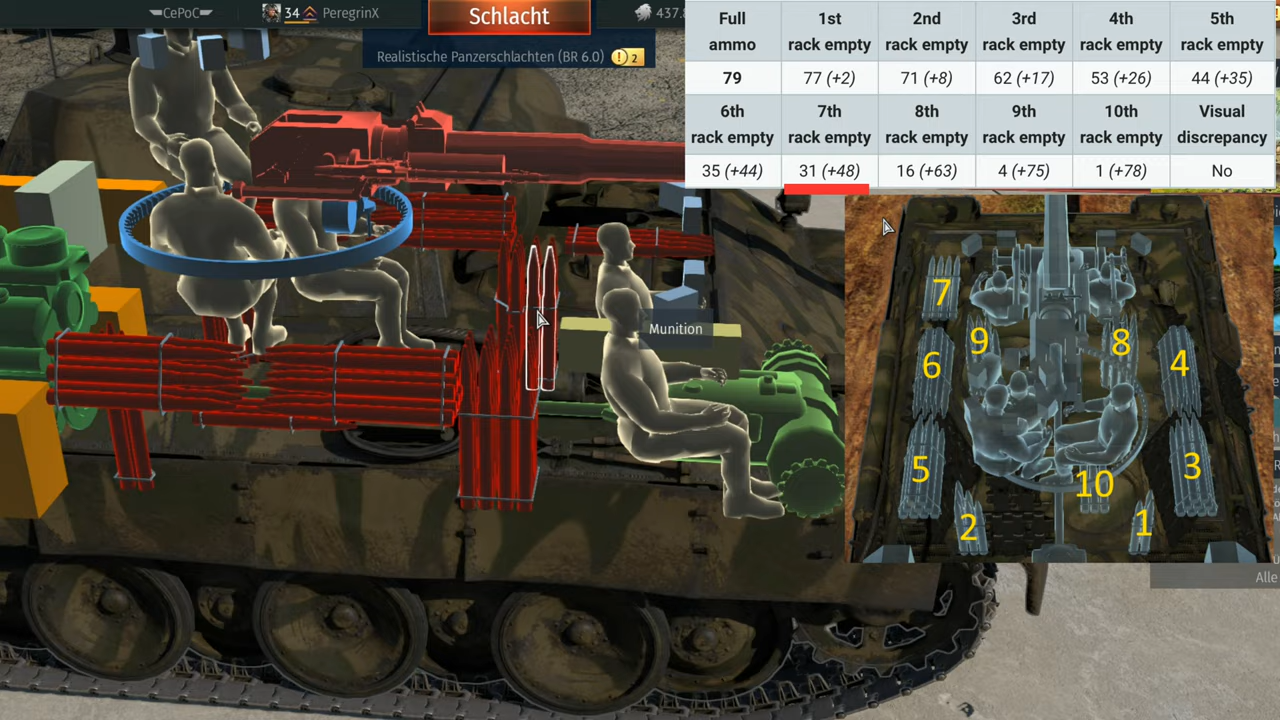 CePoC
34 PeregrinX
Schlacht
437.
Realistische Panzerschlachten (BR 6.0) ! 2
Full ammo 1st rack empty 2nd rack empty 3rd rack empty 4th rack empty 5th rack empty
79 77 (+2) 71 (+8) 62 (+17) 53 (+26) 44 (+35)
6th rack empty 7th rack empty 8th rack empty 9th rack empty 10th rack empty Visual discrepancy
35 (+44) 31 (+48) 16 (+63) 4 (+75) 1 (+78) No
Munition
7
9
8
6
4
5
3
10
2
1
Alle